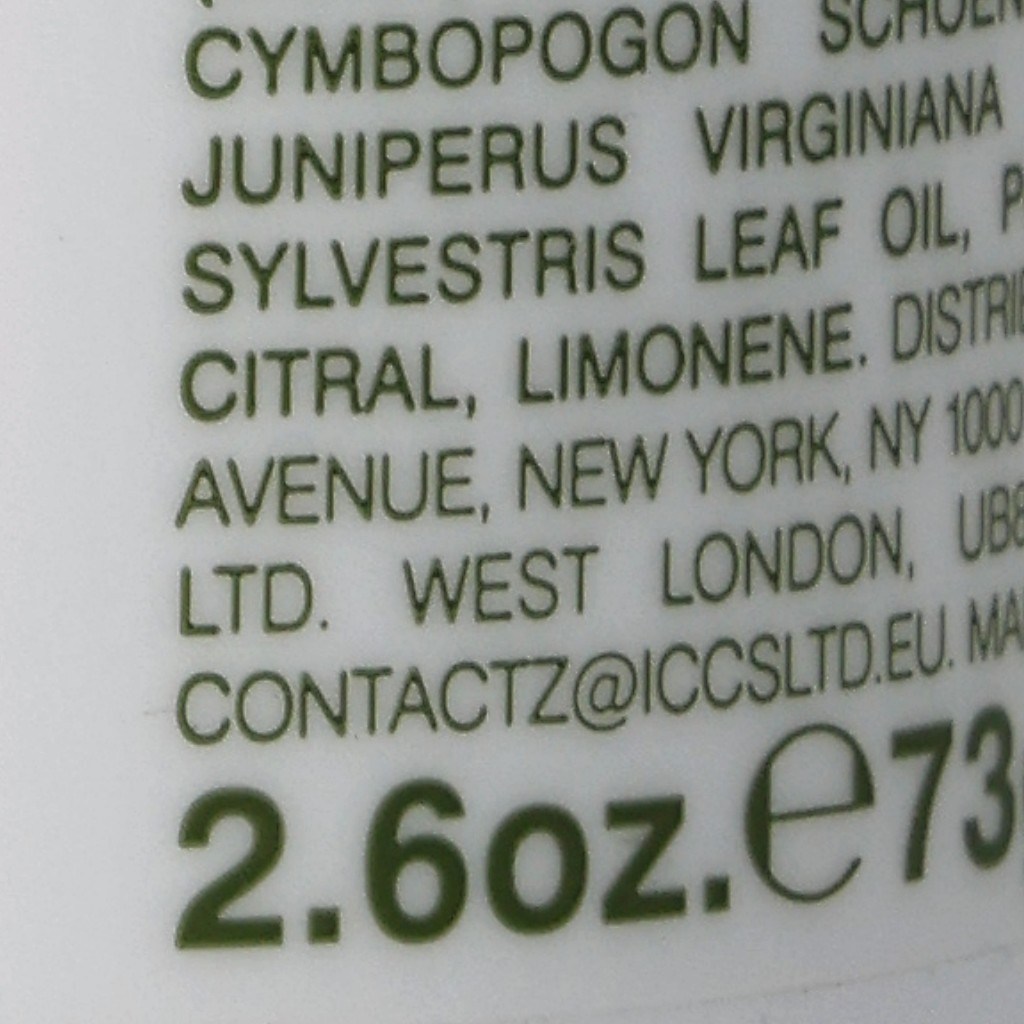 CYMBOPOGON
JUNIPERUS VIRGINIANA
SYLVESTRIS LEAF OIL,
CITRAL, LIMONENE.
AVENUE, NEW YORK, NY
LTD. WEST LONDON,
CONTACTZ@ICCSLTD.EU.
2.6oz.e 73